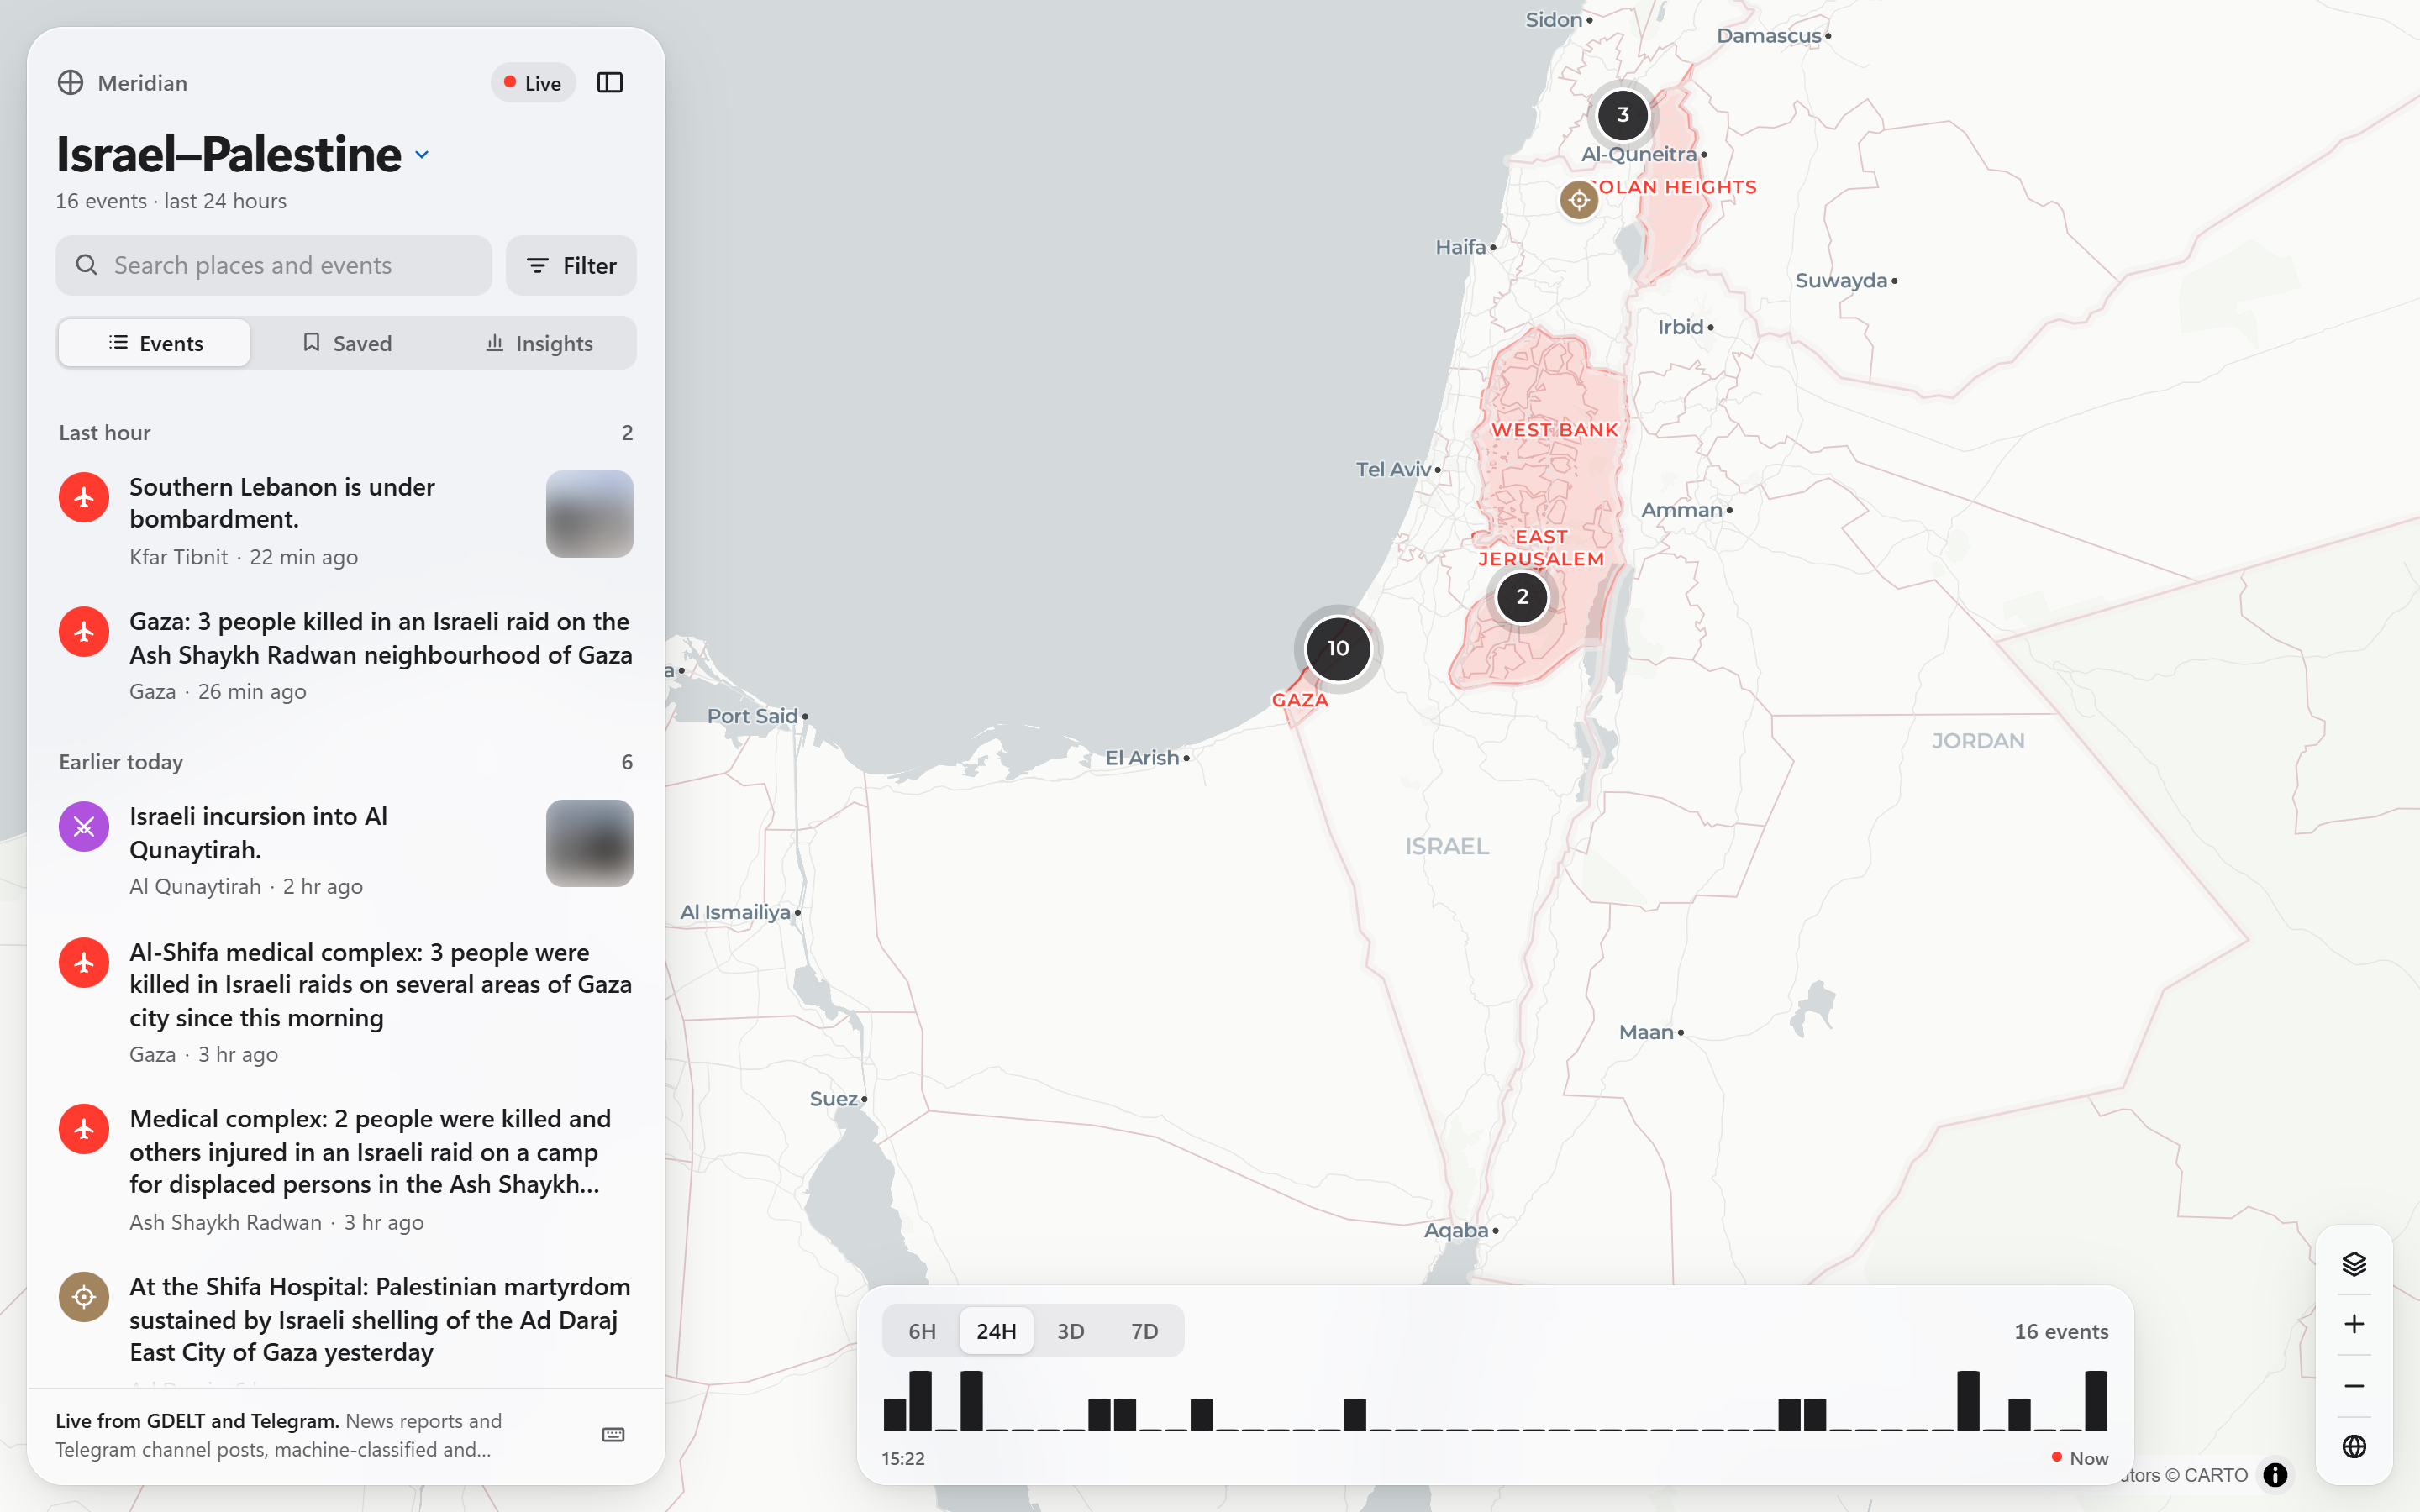 Meridian
Live
Israel–Palestine
16 events · last 24 hours
Search places and events
Filter
Events
Saved
Insights
Last hour
2
Southern Lebanon is under
bombardment.
Kfar Tibnit · 22 min ago
Gaza: 3 people killed in an Israeli raid on the
Ash Shaykh Radwan neighbourhood of Gaza
Gaza · 26 min ago
Earlier today
6
Israeli incursion into Al
Qunaytirah.
Al Qunaytirah · 2 hr ago
Al-Shifa medical complex: 3 people were
killed in Israeli raids on several areas of Gaza
city since this morning
Gaza · 3 hr ago
Medical complex: 2 people were killed and
others injured in an Israeli raid on a camp
for displaced persons in the Ash Shaykh...
Ash Shaykh Radwan · 3 hr ago
At the Shifa Hospital: Palestinian martyrdom
sustained by Israeli shelling of the Ad Daraj
East City of Gaza yesterday
Live from GDELT and Telegram. News reports and
Telegram channel posts, machine-classified and...
Sidon
Damascus
3
Al-Quneitra
OLAN HEIGHTS
Haifa
Suwayda
Irbid
WEST BANK
Tel Aviv
Amman
EAST
JERUSALEM
2
10
GAZA
a
Port Said
El Arish
JORDAN
ISRAEL
Al Ismailiya
Maan
Suez
Aqaba
6H
24H
3D
7D
16 events
15:22
Now
utors © CARTO